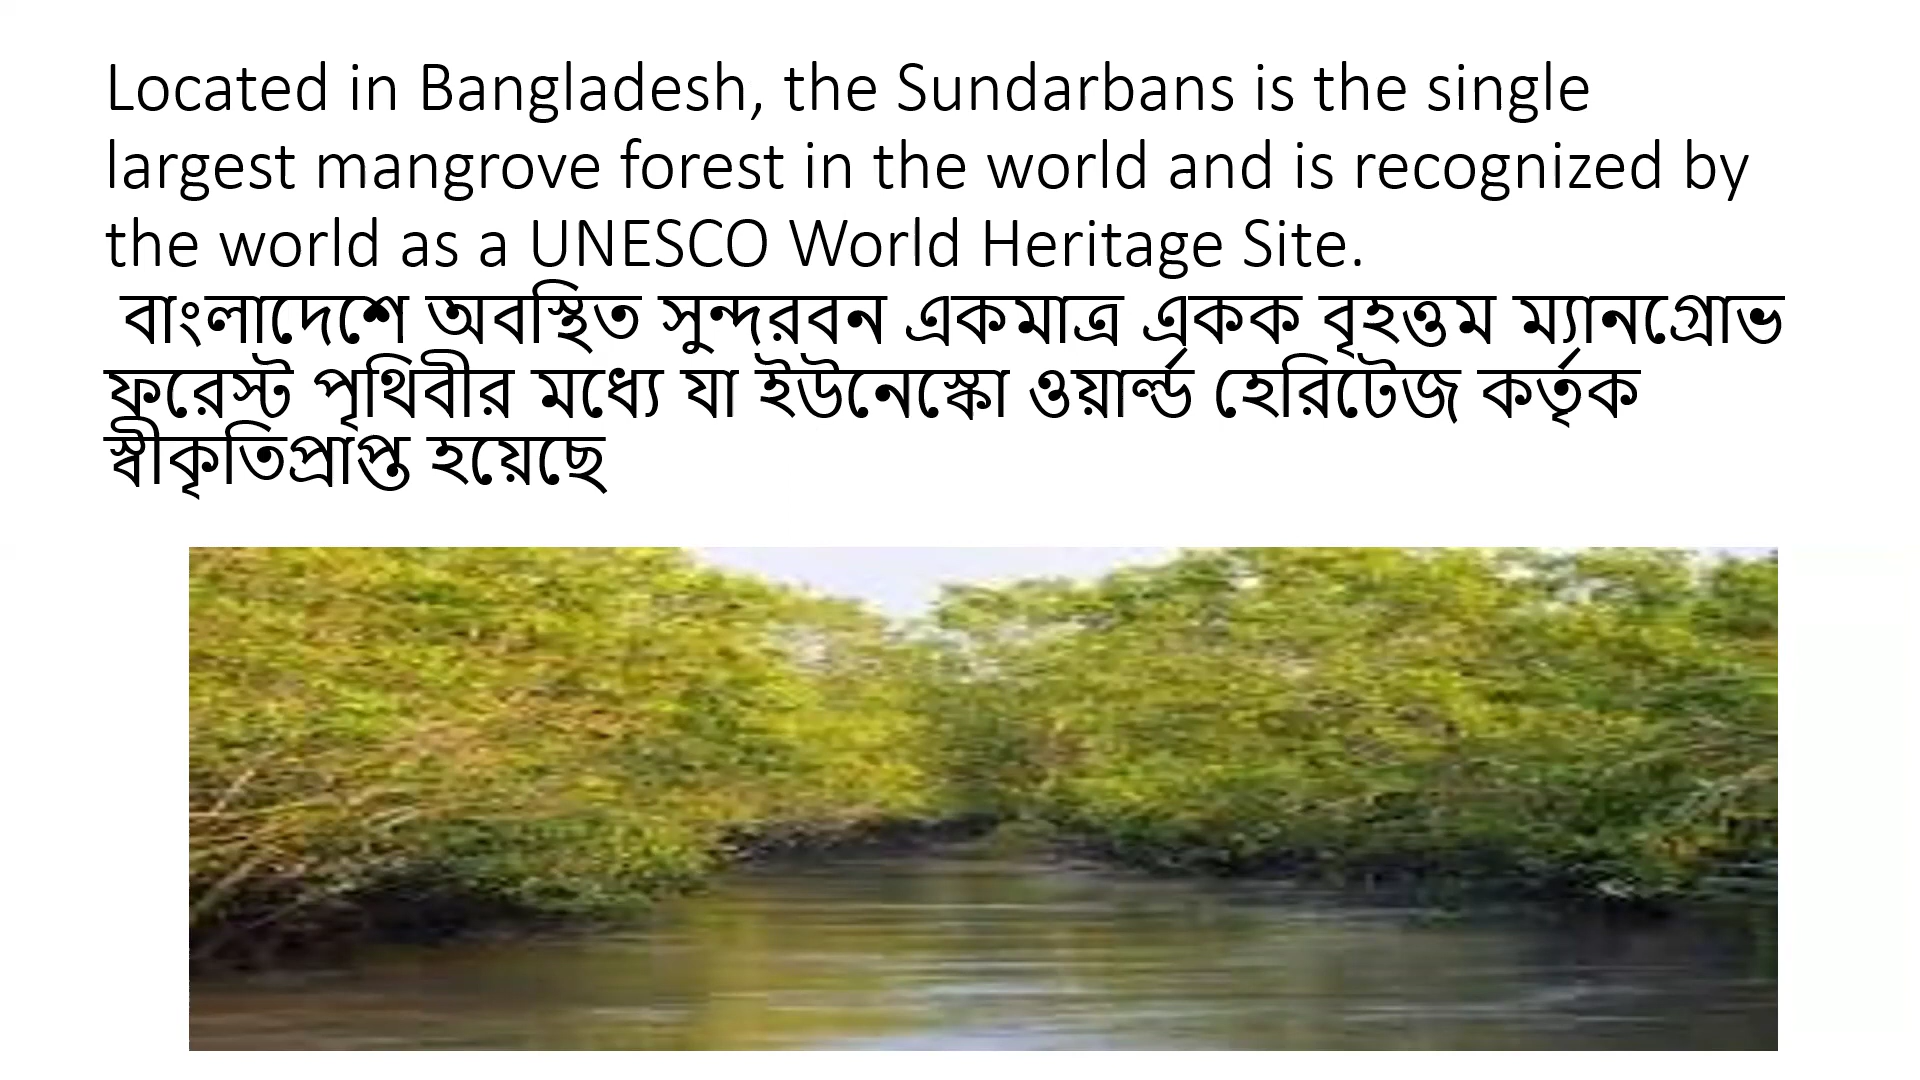 Located in Bangladesh, the Sundarbans is the single
largest mangrove forest in the world and is recognized by
the world as a UNESCO World Heritage Site.
বাংলাদেশে অবস্থিত সুন্দরবন একমাত্র একক বৃহত্তম ম্যানগ্রোভ
ফরেস্ট পৃথিবীর মধ্যে যা ইউনেস্কো ওয়ার্ল্ড হেরিটেজ কর্তৃক
স্বীকৃতিপ্রাপ্ত হয়েছে